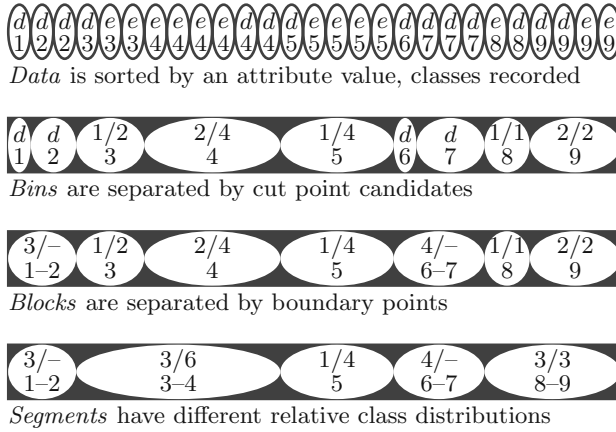 d d d d e e e e e e d d d e e e e d d d d e d d d e e
1 2 2 3 3 3 4 4 4 4 4 4 5 5 5 5 5 6 7 7 7 8 8 9 9 9 9
Data is sorted by an attribute value, classes recorded
d d 1/2 2/4 1/4 d d 1/1 2/2
1 2 3 4 5 6 7 8 9
Bins are separated by cut point candidates
3/– 1/2 2/4 1/4 4/– 1/1 2/2
1–2 3 4 5 6–7 8 9
Blocks are separated by boundary points
3/– 3/6 1/4 4/– 3/3
1–2 3–4 5 6–7 8–9
Segments have different relative class distributions